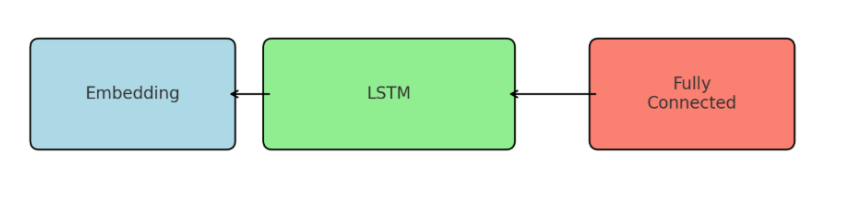 Embedding
LSTM
Fully
Connected